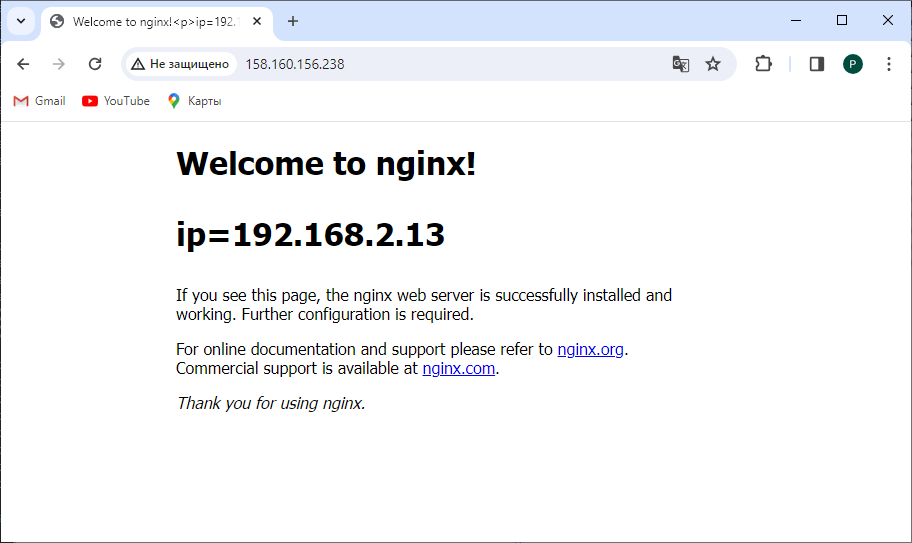 Welcome to nginx!<p>ip=192.1
Не защищено
158.160.156.238
P
Gmail
YouTube
Карты
Welcome to nginx!
ip=192.168.2.13
If you see this page, the nginx web server is successfully installed and
working. Further configuration is required.
For online documentation and support please refer to nginx.org.
Commercial support is available at nginx.com.
Thank you for using nginx.